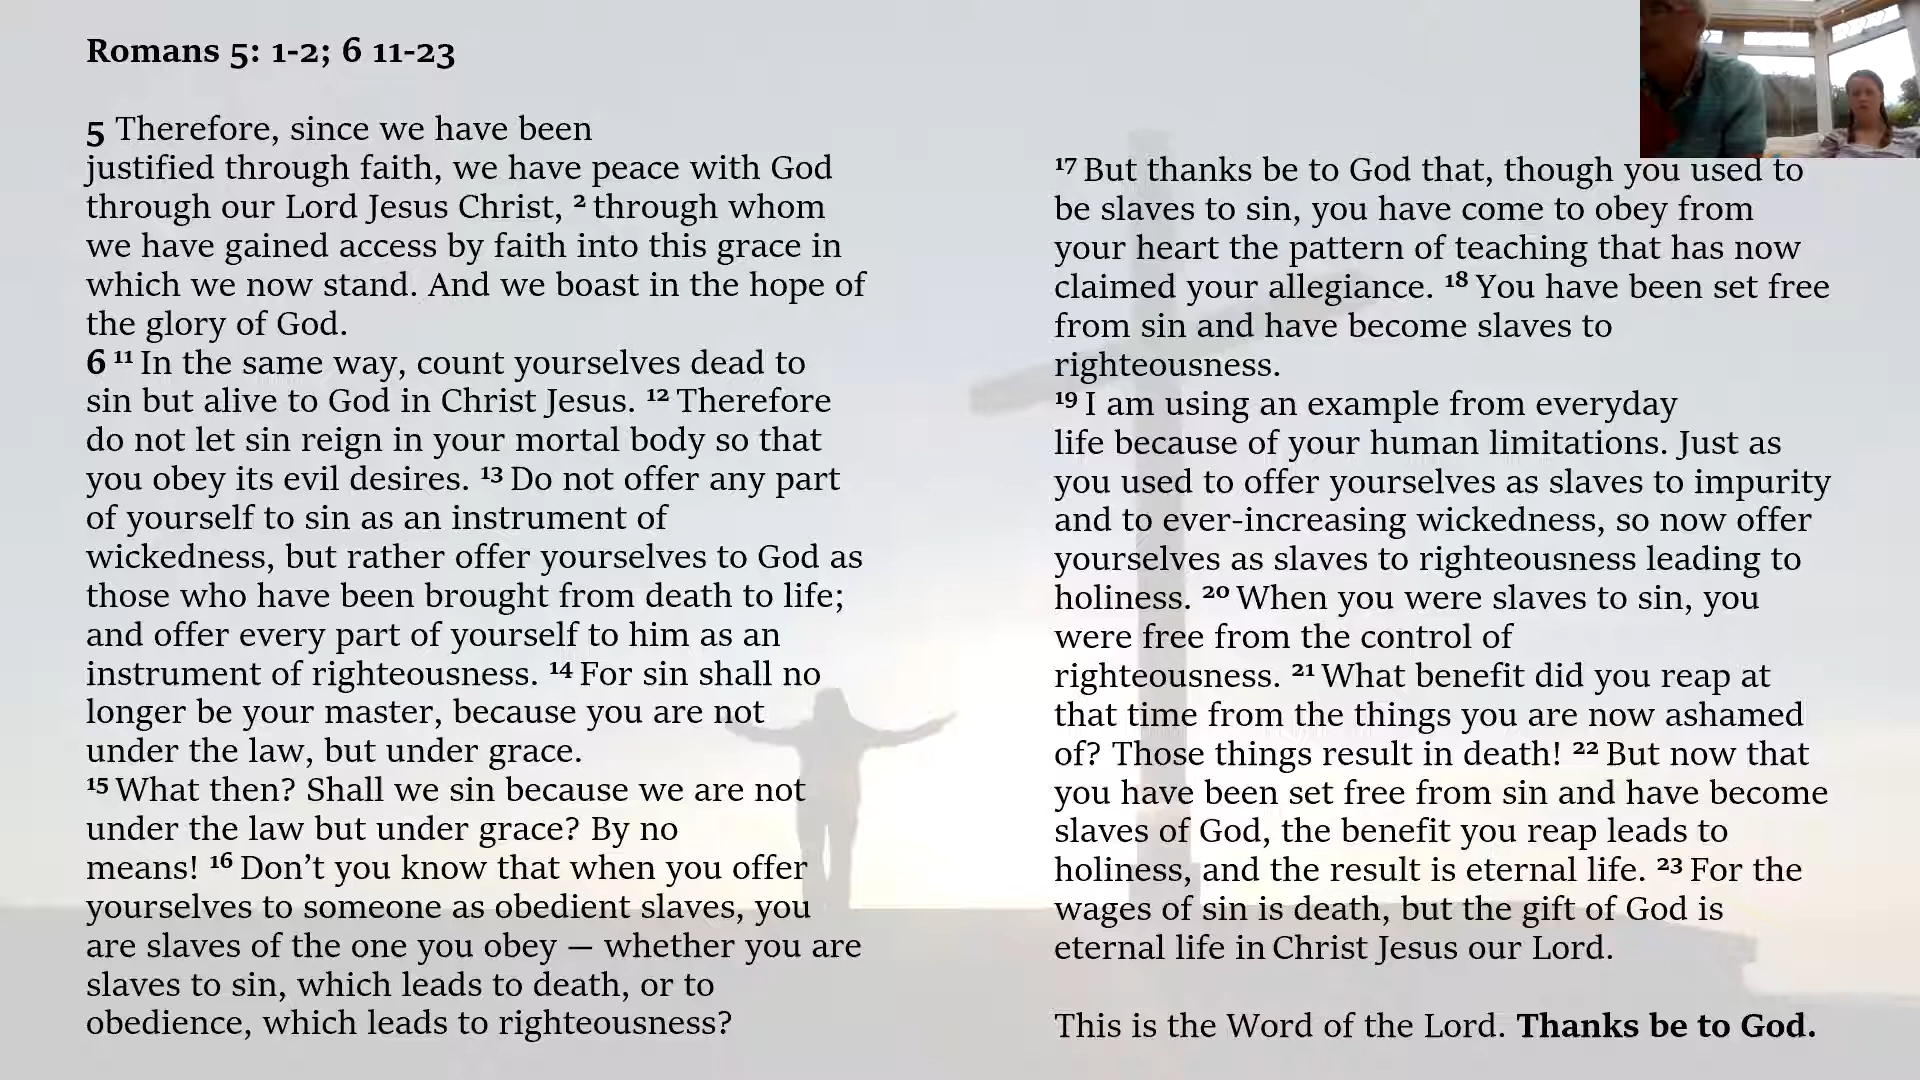 Romans 5: 1-2; 6 11-23
5 Therefore, since we have been
justified through faith, we have peace with God
through our Lord Jesus Christ, 2 through whom
we have gained access by faith into this grace in
which we now stand. And we boast in the hope of
the glory of God.
6 11 In the same way, count yourselves dead to
sin but alive to God in Christ Jesus. 12 Therefore
do not let sin reign in your mortal body so that
you obey its evil desires. 13 Do not offer any part
of yourself to sin as an instrument of
wickedness, but rather offer yourselves to God as
those who have been brought from death to life;
and offer every part of yourself to him as an
instrument of righteousness. 14 For sin shall no
longer be your master, because you are not
under the law, but under grace.
15 What then? Shall we sin because we are not
under the law but under grace? By no
means! 16 Don’t you know that when you offer
yourselves to someone as obedient slaves, you
are slaves of the one you obey — whether you are
slaves to sin, which leads to death, or to
obedience, which leads to righteousness?
17 But thanks be to God that, though you used to
be slaves to sin, you have come to obey from
your heart the pattern of teaching that has now
claimed your allegiance. 18 You have been set free
from sin and have become slaves to
righteousness.
19 I am using an example from everyday
life because of your human limitations. Just as
you used to offer yourselves as slaves to impurity
and to ever-increasing wickedness, so now offer
yourselves as slaves to righteousness leading to
holiness. 20 When you were slaves to sin, you
were free from the control of
righteousness. 21 What benefit did you reap at
that time from the things you are now ashamed
of? Those things result in death! 22 But now that
you have been set free from sin and have become
slaves of God, the benefit you reap leads to
holiness, and the result is eternal life. 23 For the
wages of sin is death, but the gift of God is
eternal life in Christ Jesus our Lord.
This is the Word of the Lord. Thanks be to God.